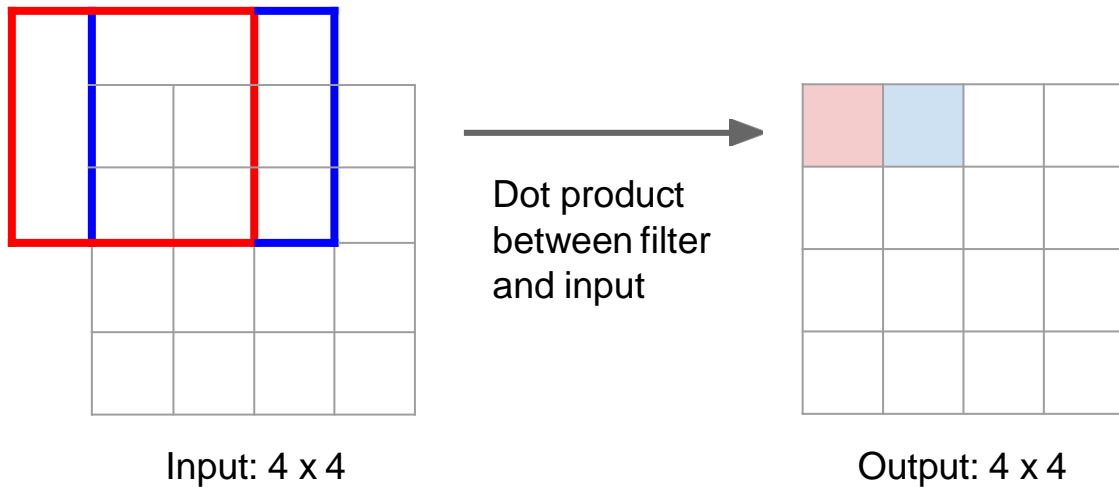 Dot product
between filter
and input
Input: 4 x 4
Output: 4 x 4